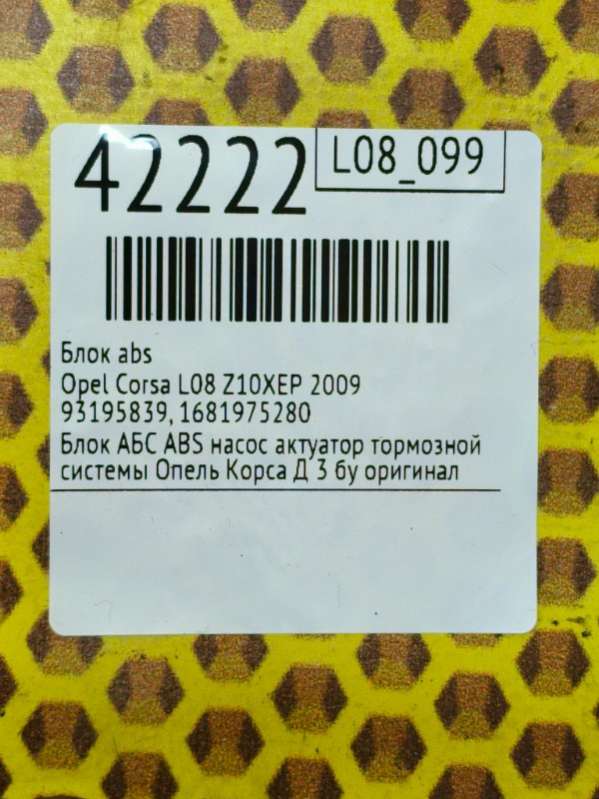 42222
L08_099
Блок abs
Opel Corsa L08 Z10XEP 2009
93195839, 1681975280
Блок АБС ABS насос актуатор тормозной
системы Опель Корса Д 3 бу оригинал